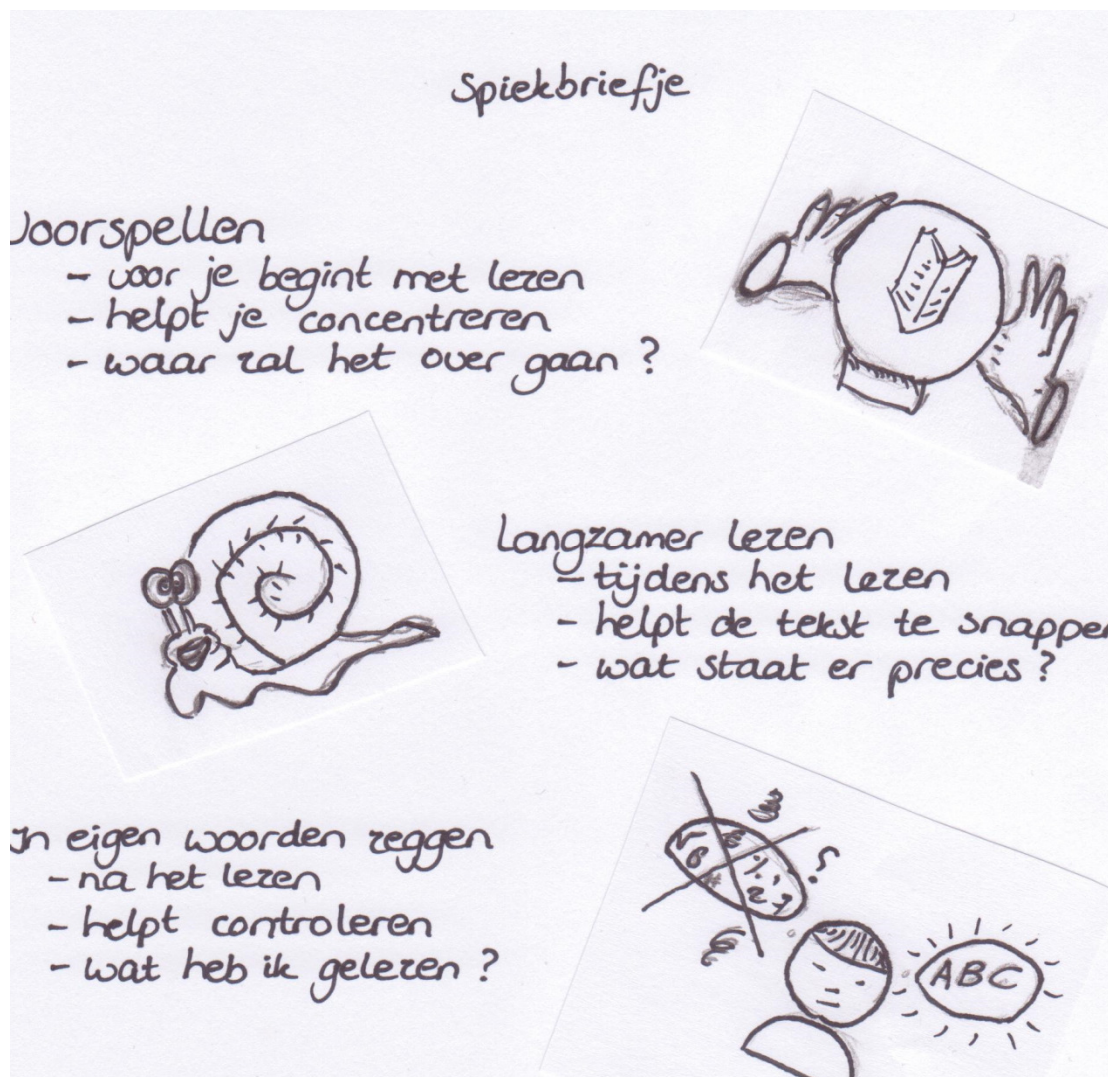 Spiekbriefje
Voorspellen
- voor je begint met lezen
- helpt je concentreren
- waar zal het over gaan ?
Langzamer lezen
- tijdens het lezen
- helpt de tekst te snappen
- wat staat er precies ?
In eigen woorden zeggen
- na het lezen
- helpt controleren
- wat heb ik gelezen ?
?
ABC